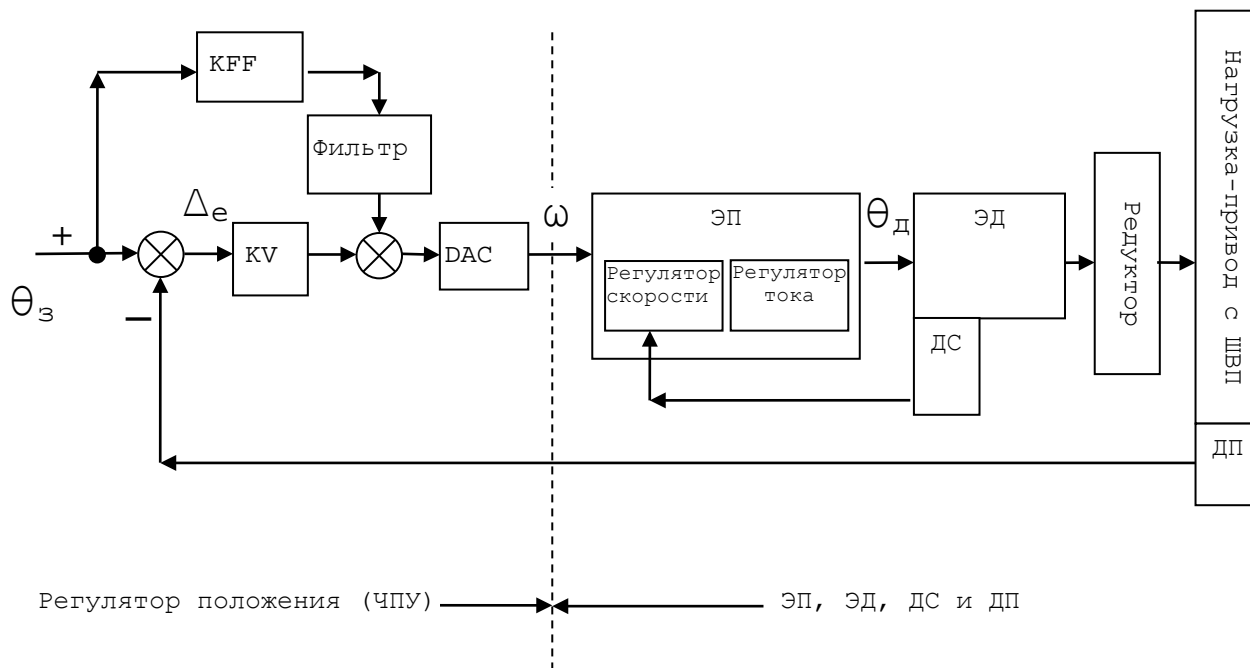 KFF
Фильтр
+
Δe
ω
ЭП
θд
ЭД
Редуктор
Нагрузка-привод с ШВП
KV
DAC
Регулятор
скорости
Регулятор
тока
θз
−
ДС
ДП
Регулятор положения (ЧПУ)
ЭП, ЭД, ДС и ДП